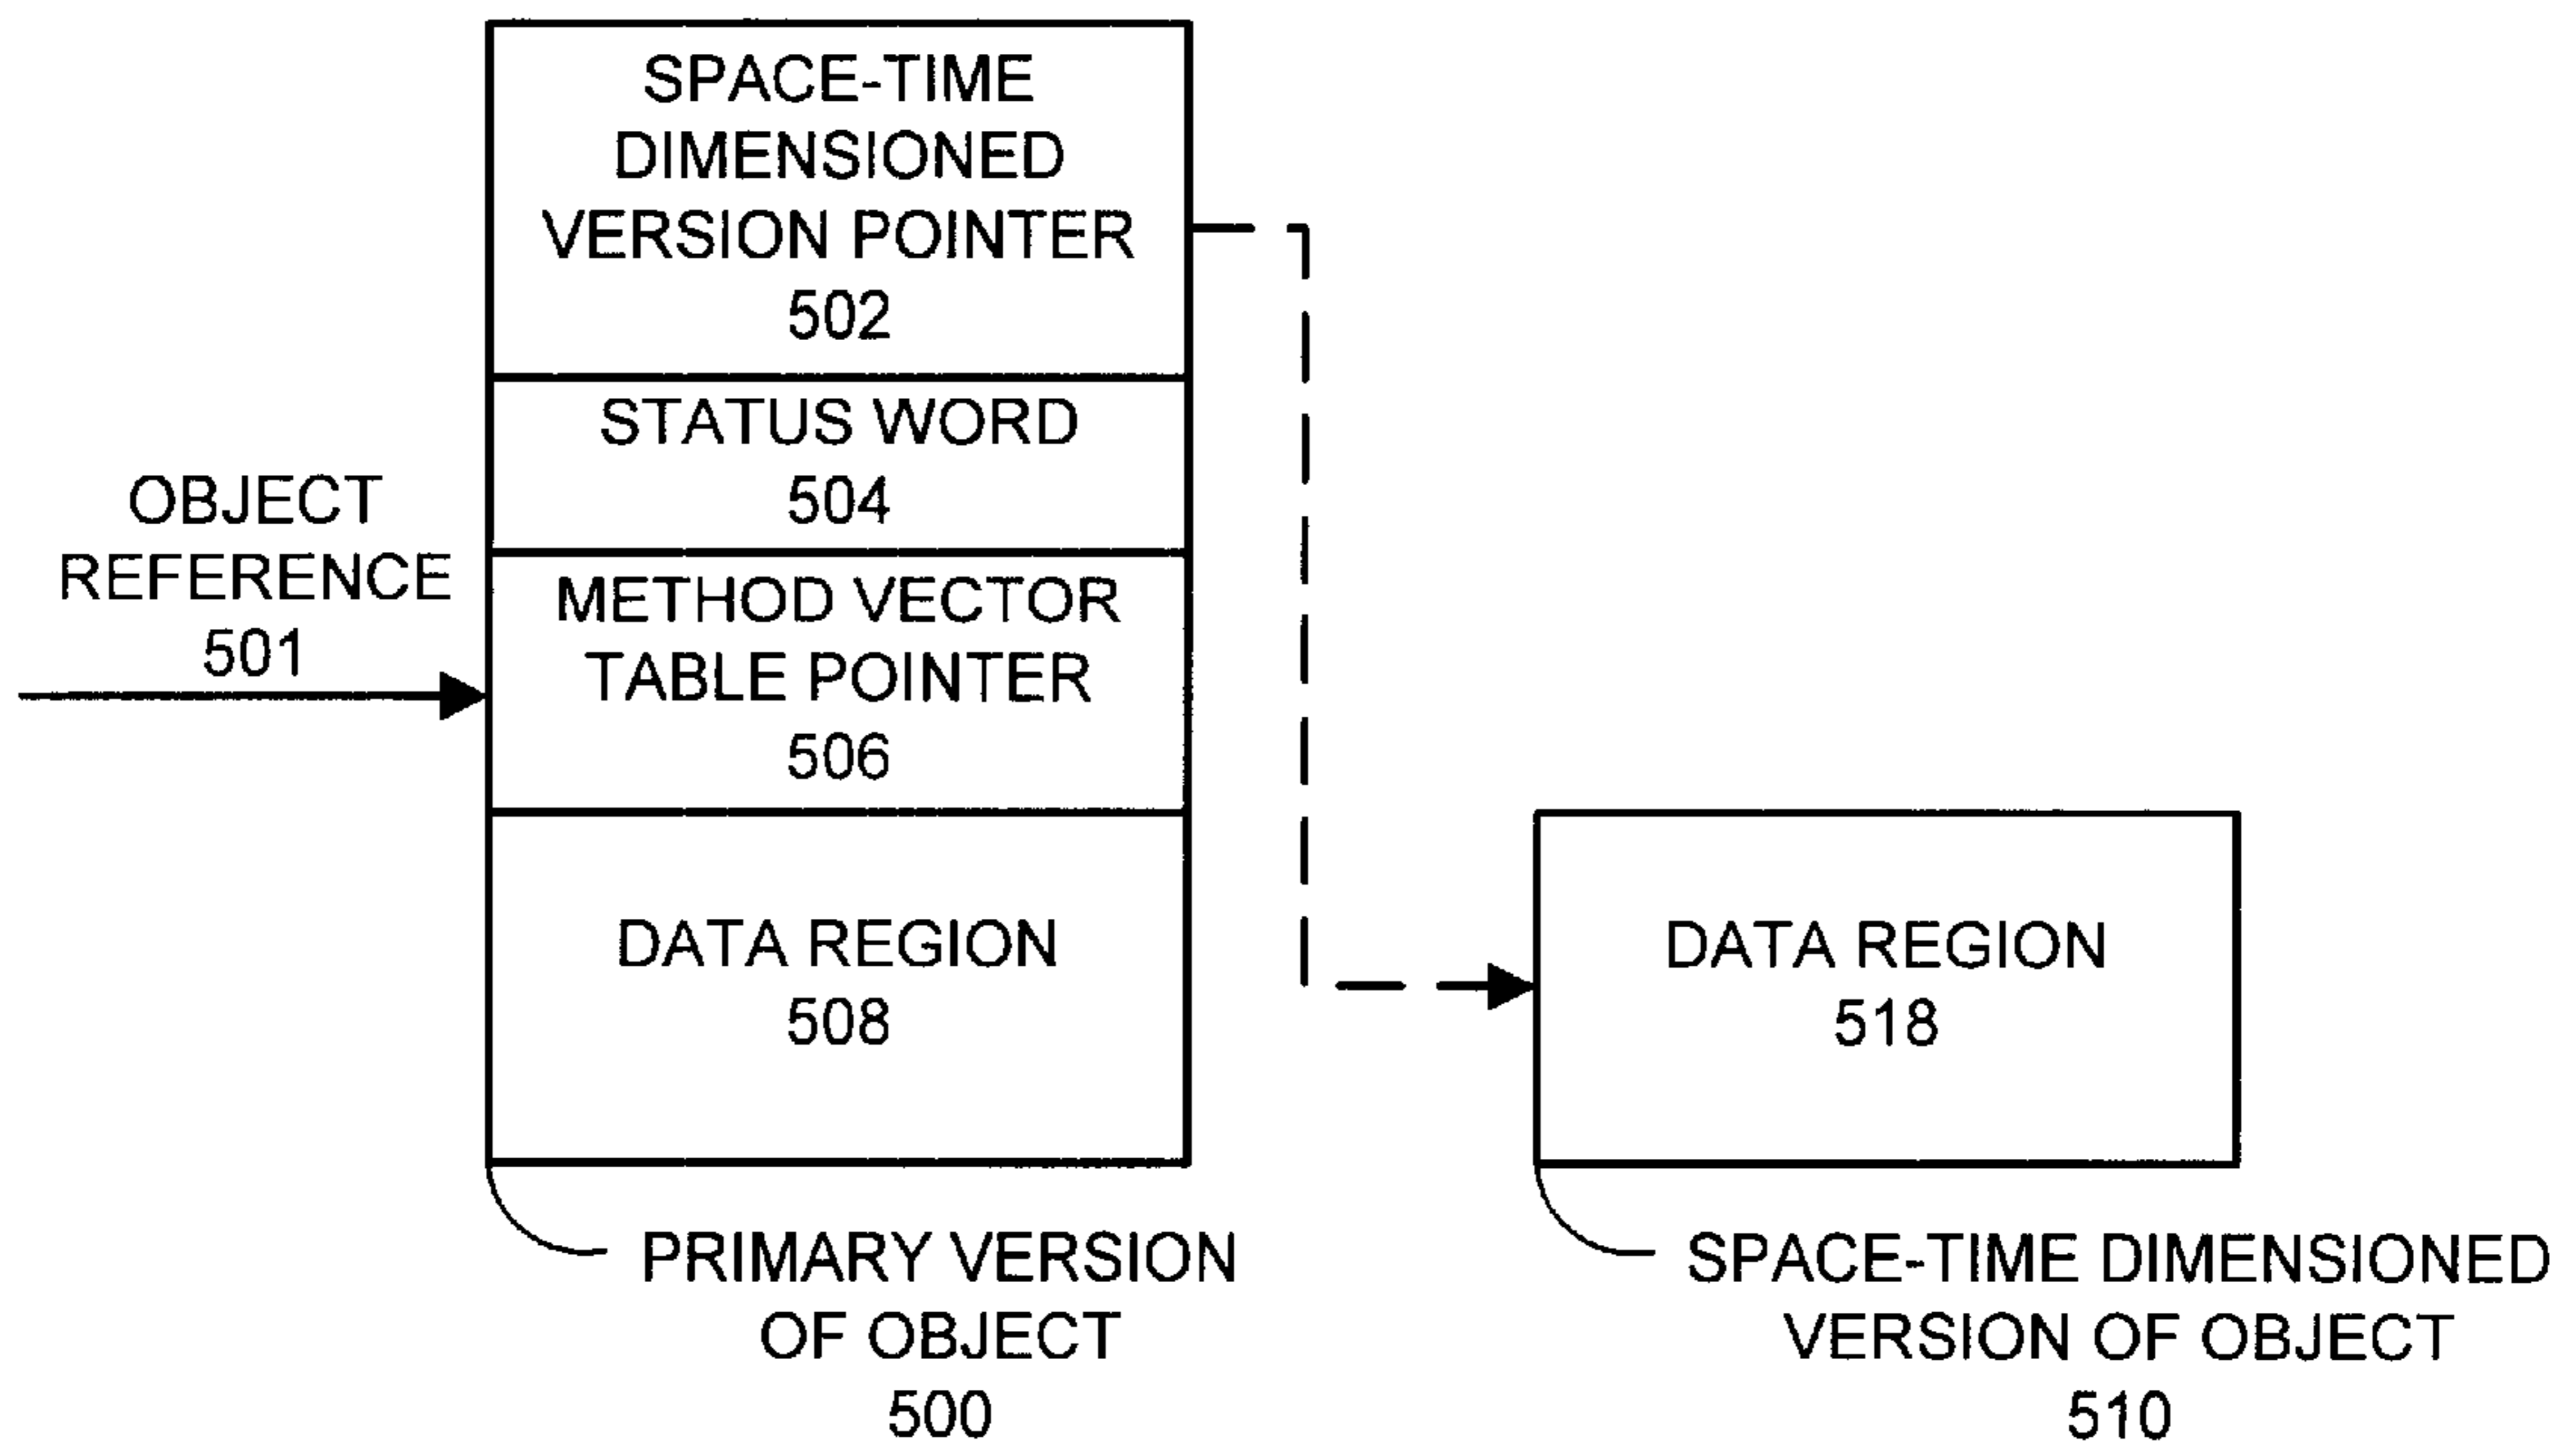 SPACE-TIME
DIMENSIONED
VERSION POINTER
502
STATUS WORD
504
OBJECT
REFERENCE
501
METHOD VECTOR
TABLE POINTER
506
DATA REGION
508
DATA REGION
518
PRIMARY VERSION
OF OBJECT
500
SPACE-TIME DIMENSIONED
VERSION OF OBJECT
510